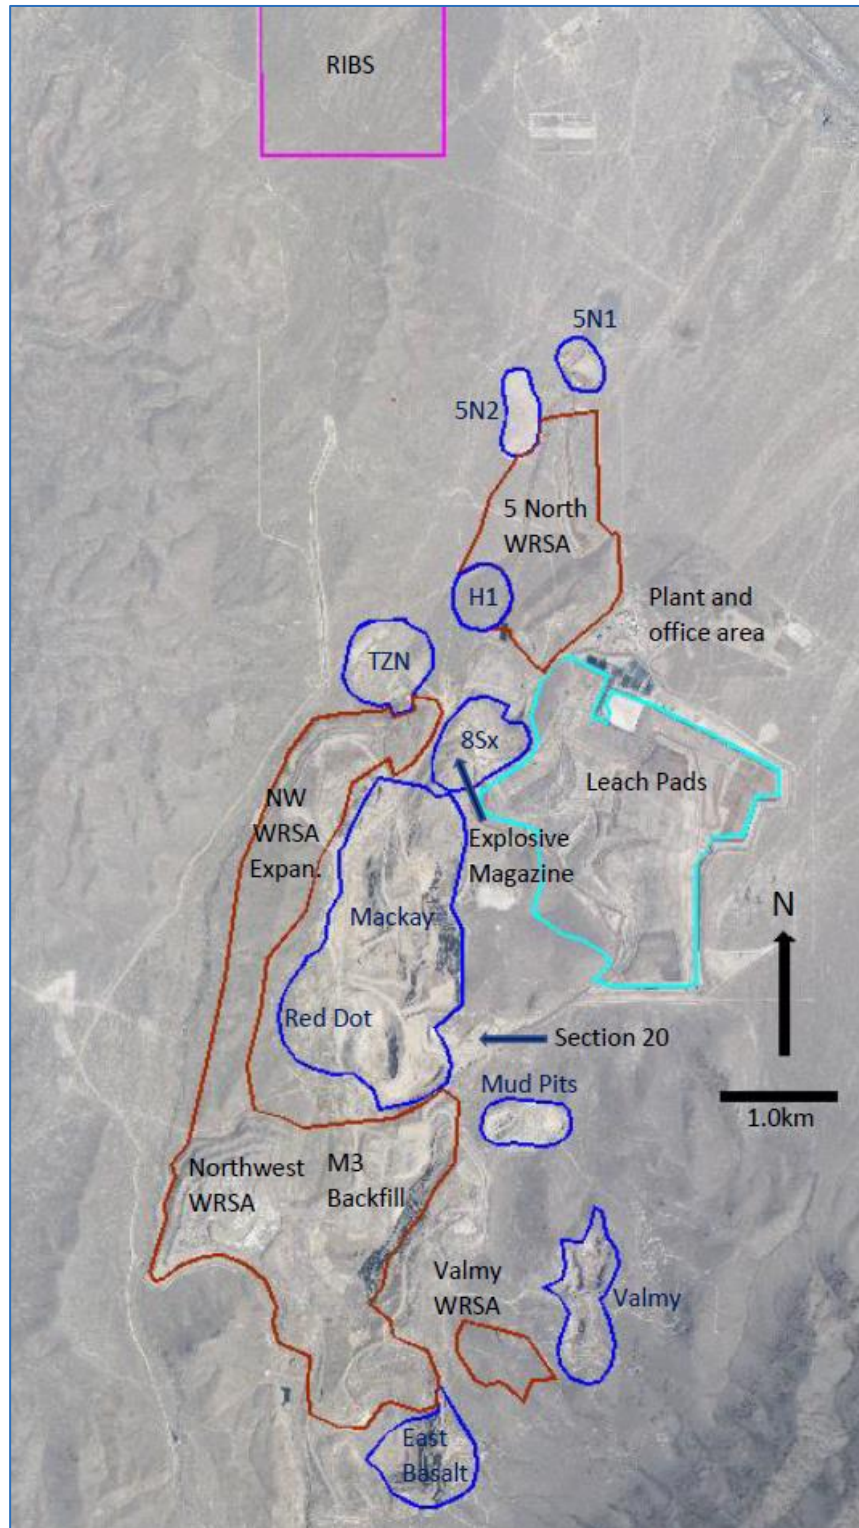 RIBS
5N1
5N2
5 North
WRSA
H1
Plant and
office area
TZN
8Sx
Leach Pads
NW
WRSA
Expan.
Explosive
Magazine
Mackay
N
Red Dot
Section 20
Mud Pits
1.0km
Northwest
WRSA
M3
Backfill
Valmy
WRSA
Valmy
East
Basalt